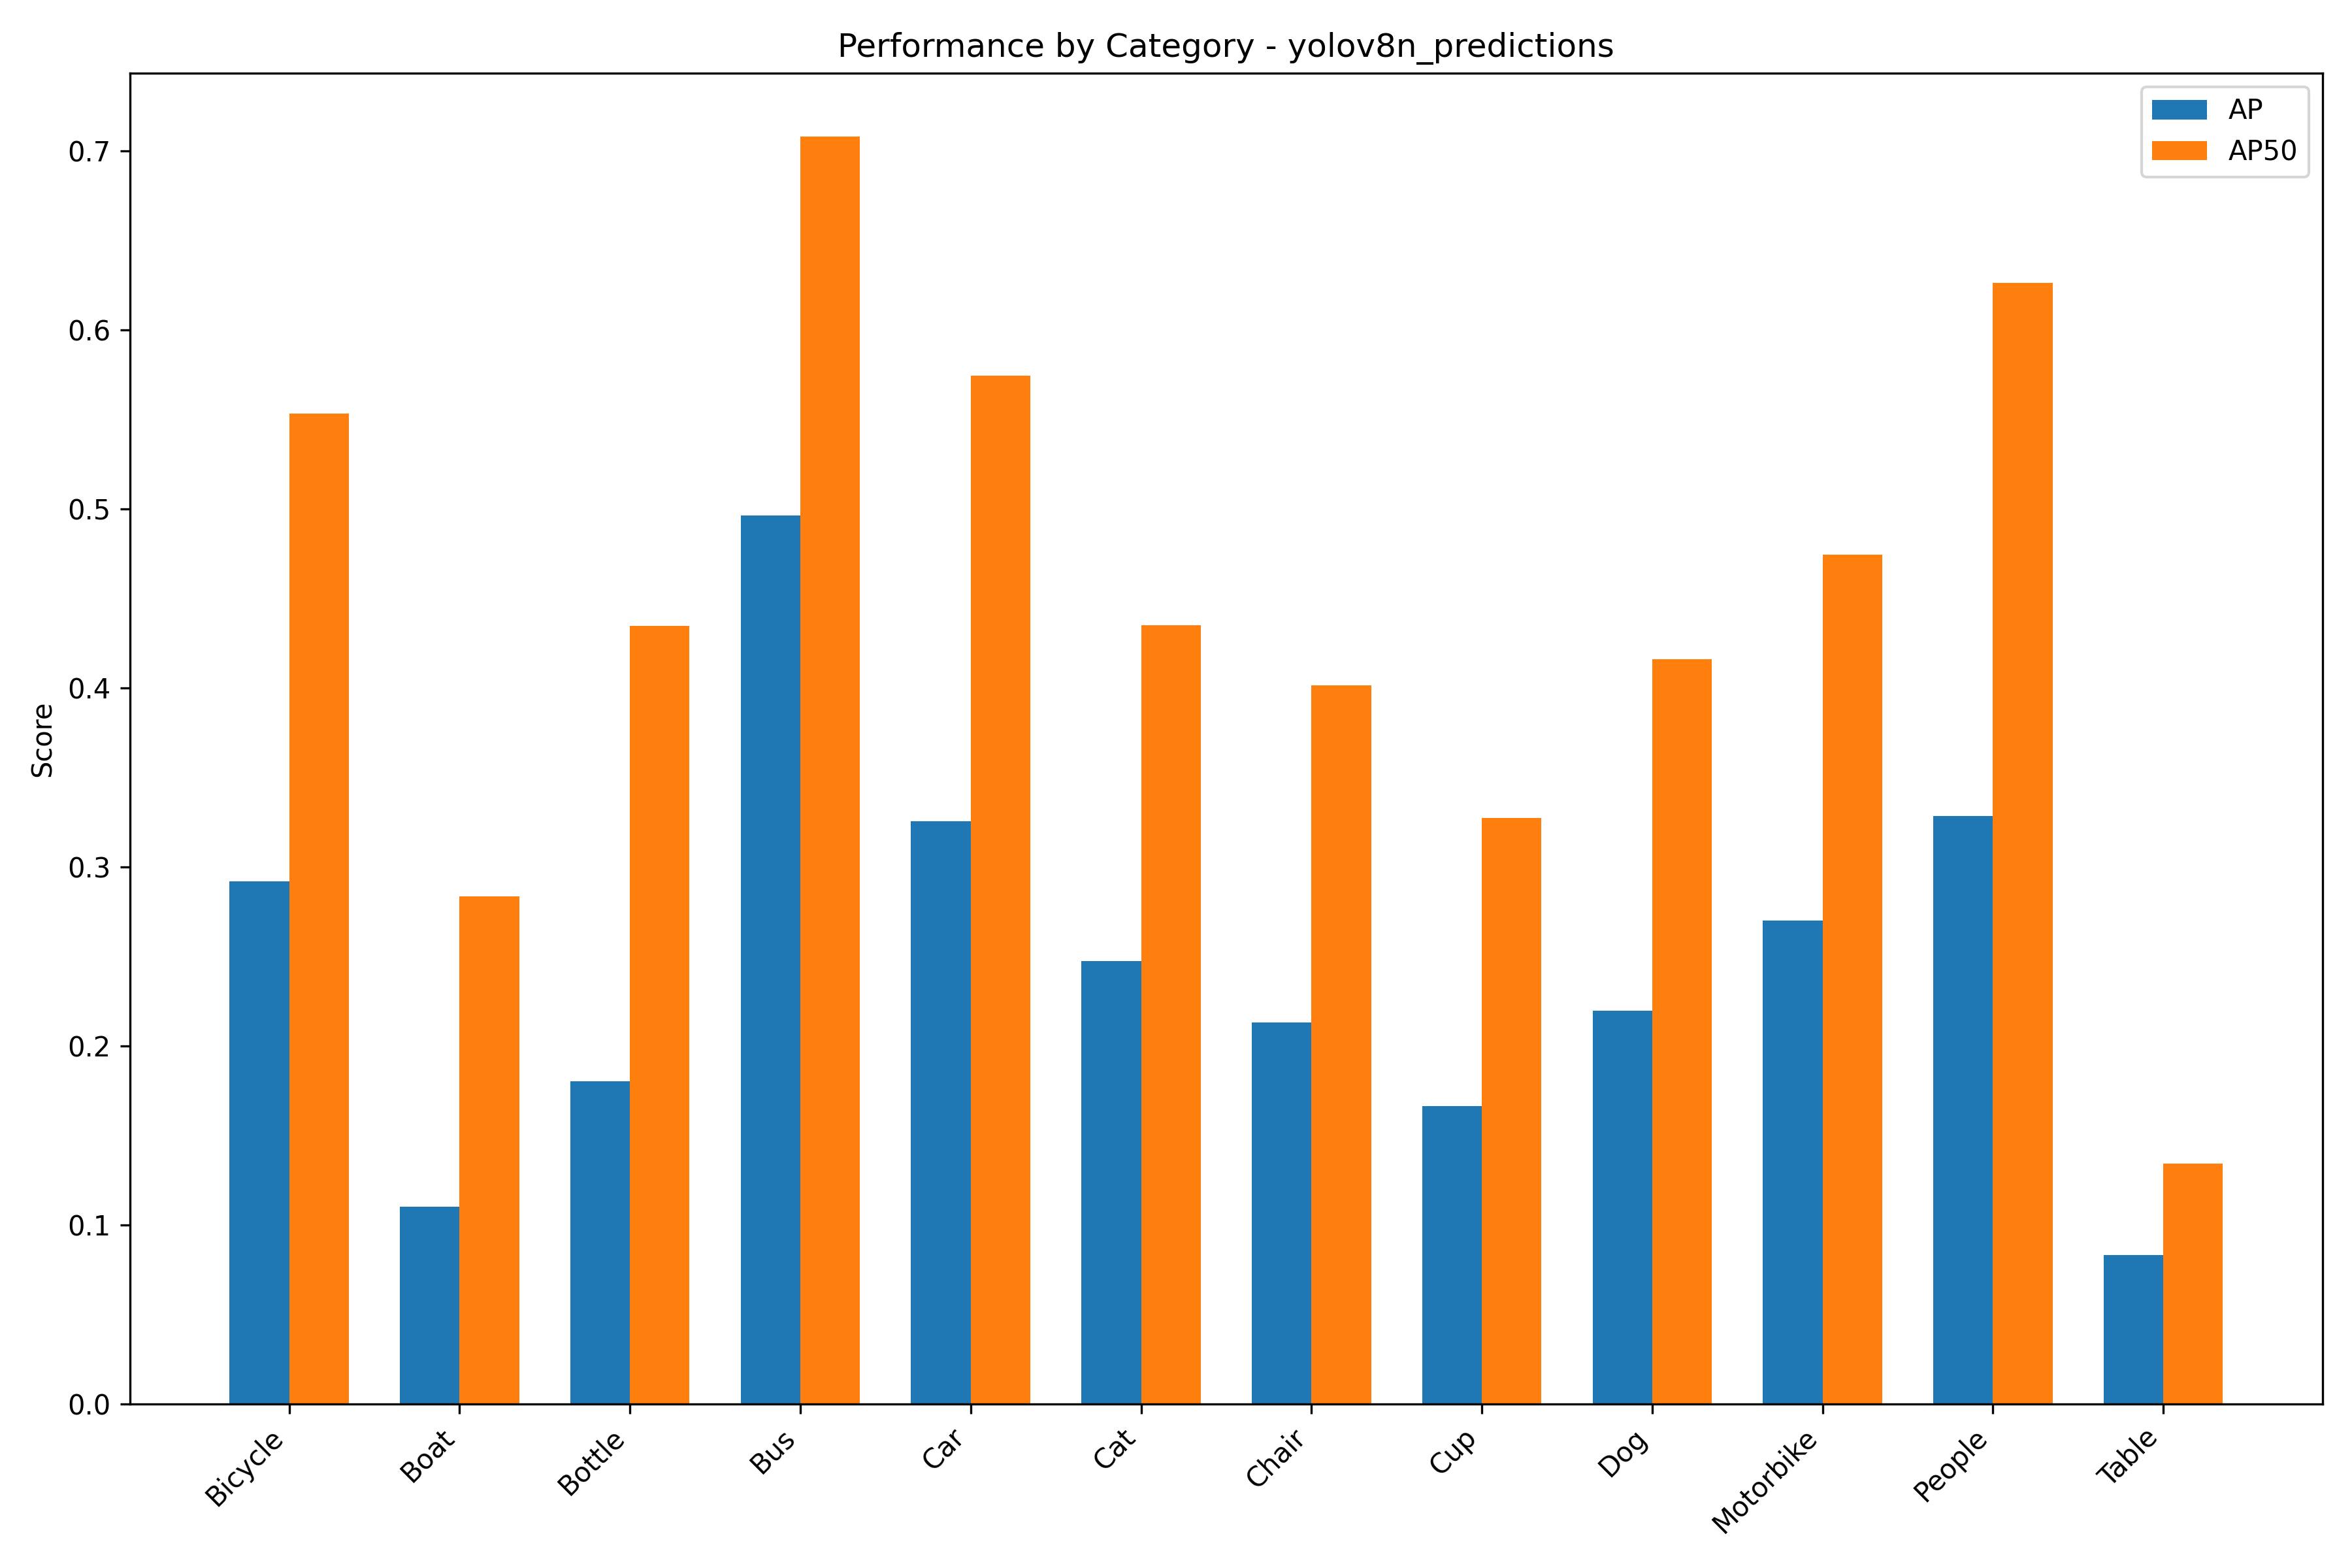 Performance by Category - yolov8n_predictions
AP
AP50
Score
0.7
0.6
0.5
0.4
0.3
0.2
0.1
0.0
Bicycle
Boat
Bottle
Bus
Car
Cat
Chair
Cup
Dog
Motorbike
People
Table